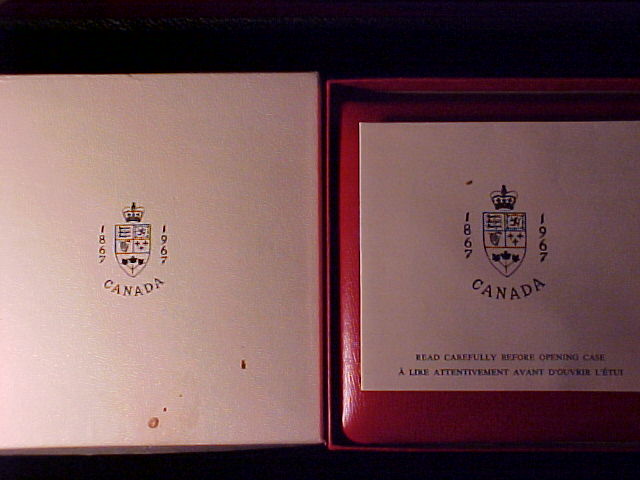 1867 1967
CANADA
1867 1967
CANADA
READ CAREFULLY BEFORE OPENING CASE
À LIRE ATTENTIVEMENT AVANT D'OUVRIR L'ÉTUI